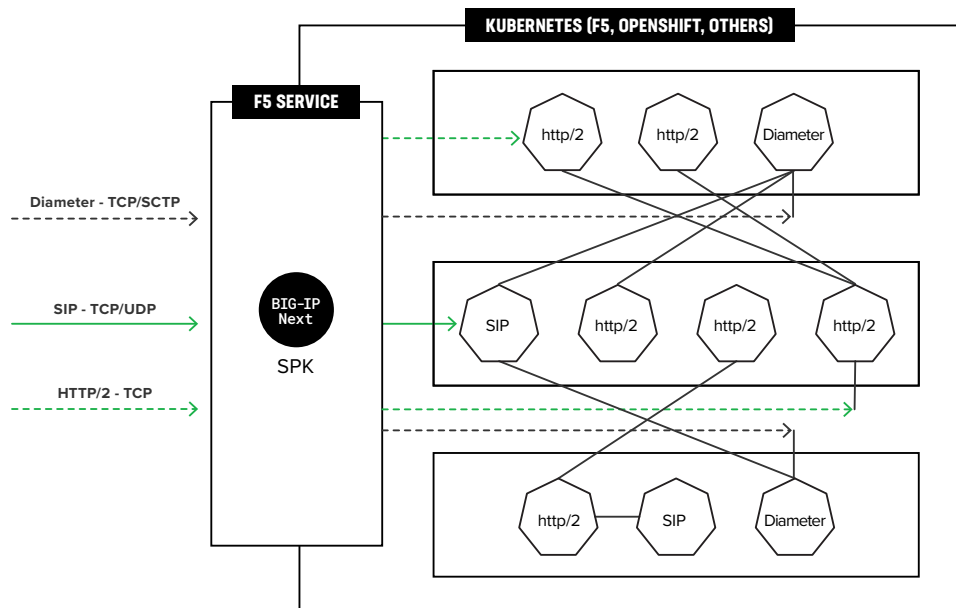 KUBERNETES (F5, OPENSHIFT, OTHERS)
F5 SERVICE
http/2
http/2
Diameter
Diameter - TCP/SCTP
SIP - TCP/UDP
HTTP/2 - TCP
BIG-IP
Next
SPK
SIP
http/2
http/2
http/2
http/2
SIP
Diameter